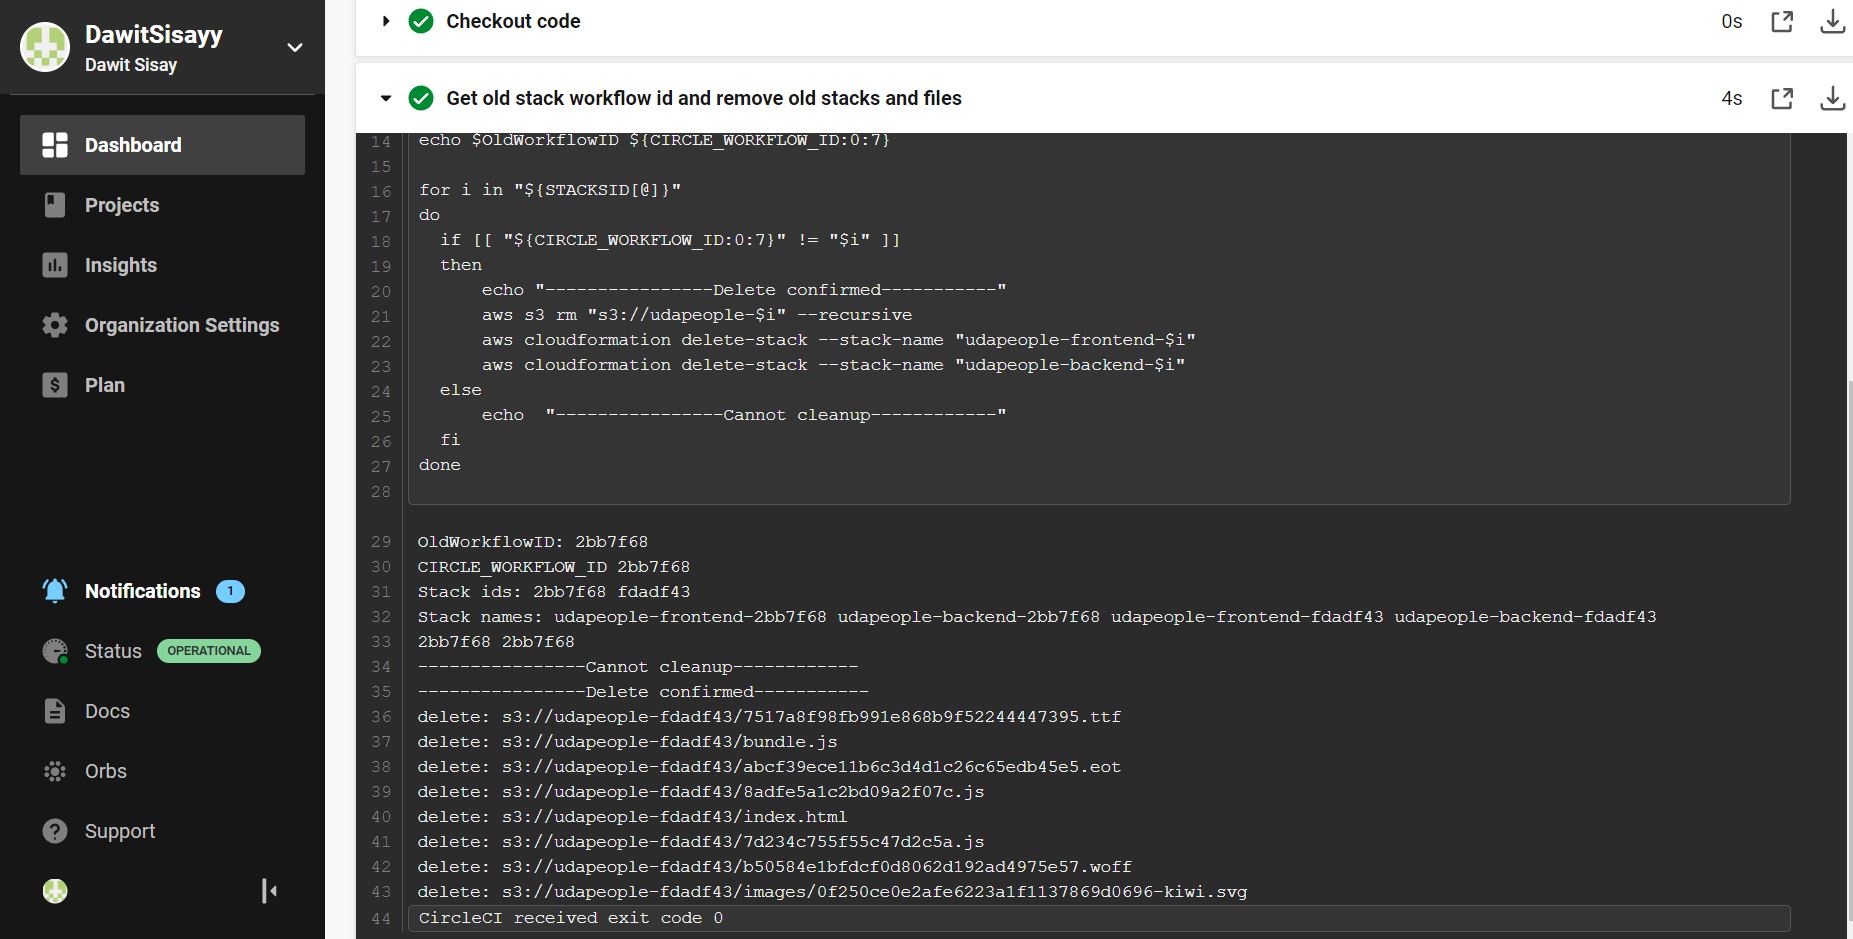 DawitSisayy
Dawit Sisay
Dashboard
Projects
Insights
Organization Settings
$ Plan
Notifications 1
Status OPERATIONAL
Docs
Orbs
? Support
Checkout code 0s
Get old stack workflow id and remove old stacks and files 4s
14 echo $OldWorkflowID ${CIRCLE_WORKFLOW_ID:0:7}
15
16 for i in "${STACKSID[@]}"
17 do
18   if [[ "${CIRCLE_WORKFLOW_ID:0:7}" != "$i" ]]
19   then
20       echo "----------------Delete confirmed-----------"
21       aws s3 rm "s3://udapeople-$i" --recursive
22       aws cloudformation delete-stack --stack-name "udapeople-frontend-$i"
23       aws cloudformation delete-stack --stack-name "udapeople-backend-$i"
24   else
25       echo  "----------------Cannot cleanup------------"
26   fi
27 done
28
29 OldWorkflowID: 2bb7f68
30 CIRCLE_WORKFLOW_ID 2bb7f68
31 Stack ids: 2bb7f68 fdadf43
32 Stack names: udapeople-frontend-2bb7f68 udapeople-backend-2bb7f68 udapeople-frontend-fdadf43 udapeople-backend-fdadf43
33 2bb7f68 2bb7f68
34 ----------------Cannot cleanup------------
35 ----------------Delete confirmed-----------
36 delete: s3://udapeople-fdadf43/7517a8f98fb991e868b9f52244447395.ttf
37 delete: s3://udapeople-fdadf43/bundle.js
38 delete: s3://udapeople-fdadf43/abcf39ece11b6c3d4d1c26c65edb45e5.eot
39 delete: s3://udapeople-fdadf43/8adfe5a1c2bd09a2f07c.js
40 delete: s3://udapeople-fdadf43/index.html
41 delete: s3://udapeople-fdadf43/7d234c755f55c47d2c5a.js
42 delete: s3://udapeople-fdadf43/b50584e1bfdcf0d8062d192ad4975e57.woff
43 delete: s3://udapeople-fdadf43/images/0f250ce0e2afe6223a1f1137869d0696-kiwi.svg
44 CircleCI received exit code 0